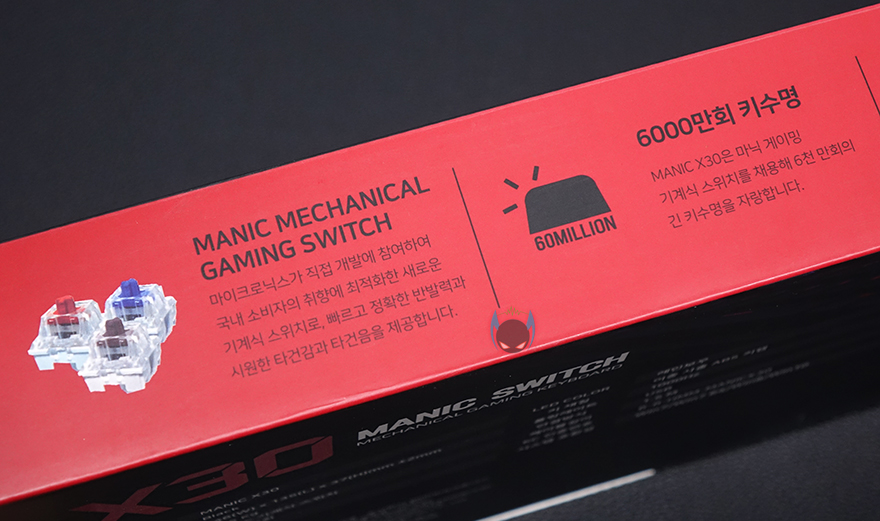 MANIC MECHANICAL
GAMING SWITCH
마이크로닉스가 직접 개발에 참여하여
국내 소비자의 취향에 최적화한 새로운
기계식 스위치로, 빠르고 정확한 반발력과
시원한 타건감과 타건음을 제공합니다.
60MILLION
6000만회 키수명
MANIC X30은 마닉 게이밍
기계식 스위치를 채용해 6천 만회의
긴 키수명을 자랑합니다.
X30
MANIC SWITCH
MECHANICAL GAMING KEYBOARD
MANIC X30
LED COLOR